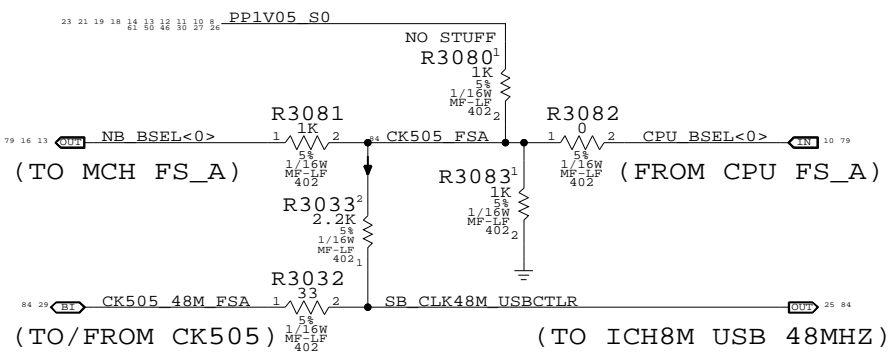 23 21 19 18 14 13 12 11 10 8
61 50 46 30 27 26
PP1V05_S0
NO STUFF
R3080
1
1K
5%
1/16W
MF-LF
402
2
R3081
1K
1 2
5%
1/16W
MF-LF
402
R3082
0
1 2
5%
1/16W
MF-LF
402
79 16 13 OUT NB_BSEL<0>
84 CK505_FSA
CPU_BSEL<0> IN 10 79
(TO MCH FS_A)
(FROM CPU FS_A)
R3083
1
1K
5%
1/16W
MF-LF
402
2
R3033
2
2.2K
5%
1/16W
MF-LF
402
1
R3032
33
1 2
5%
1/16W
MF-LF
402
84 29 BI CK505_48M_FSA
SB_CLK48M_USBCTLR OUT 25 84
(TO/FROM CK505)
(TO ICH8M USB 48MHZ)